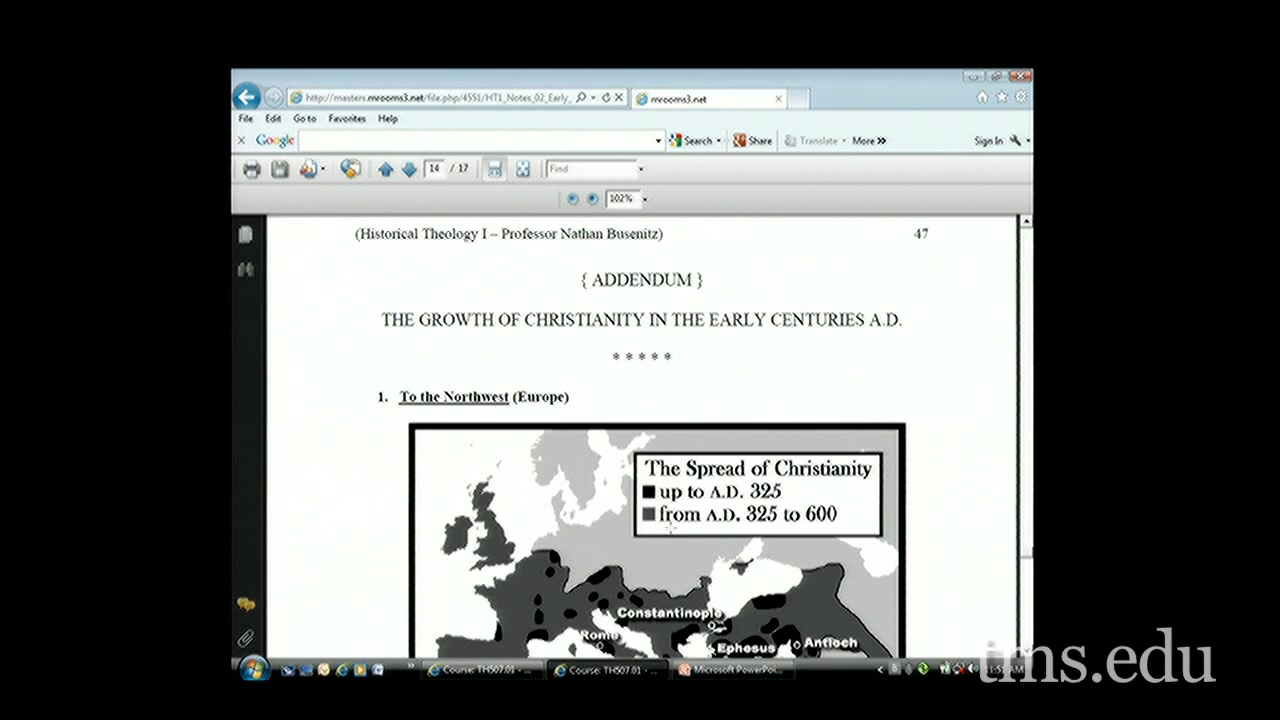 http://masters.mrooms3.net/file.php/4551/HT1_Notes_02_Early_
mrooms3.net
File Edit Go to Favorites Help
Google
Search
Share
Translate
More »
Sign In
14 / 17
Find
102%
(Historical Theology I – Professor Nathan Busenitz) 47
{ ADDENDUM }
THE GROWTH OF CHRISTIANITY IN THE EARLY CENTURIES A.D.
* * * * *
1. To the Northwest (Europe)
The Spread of Christianity
up to A.D. 325
from A.D. 325 to 600
Constantinople
Rome
Ephesus
Antioch
Course: TH507.01 - ...
Course: TH507.01 - ...
Microsoft PowerPoi...
tms.edu